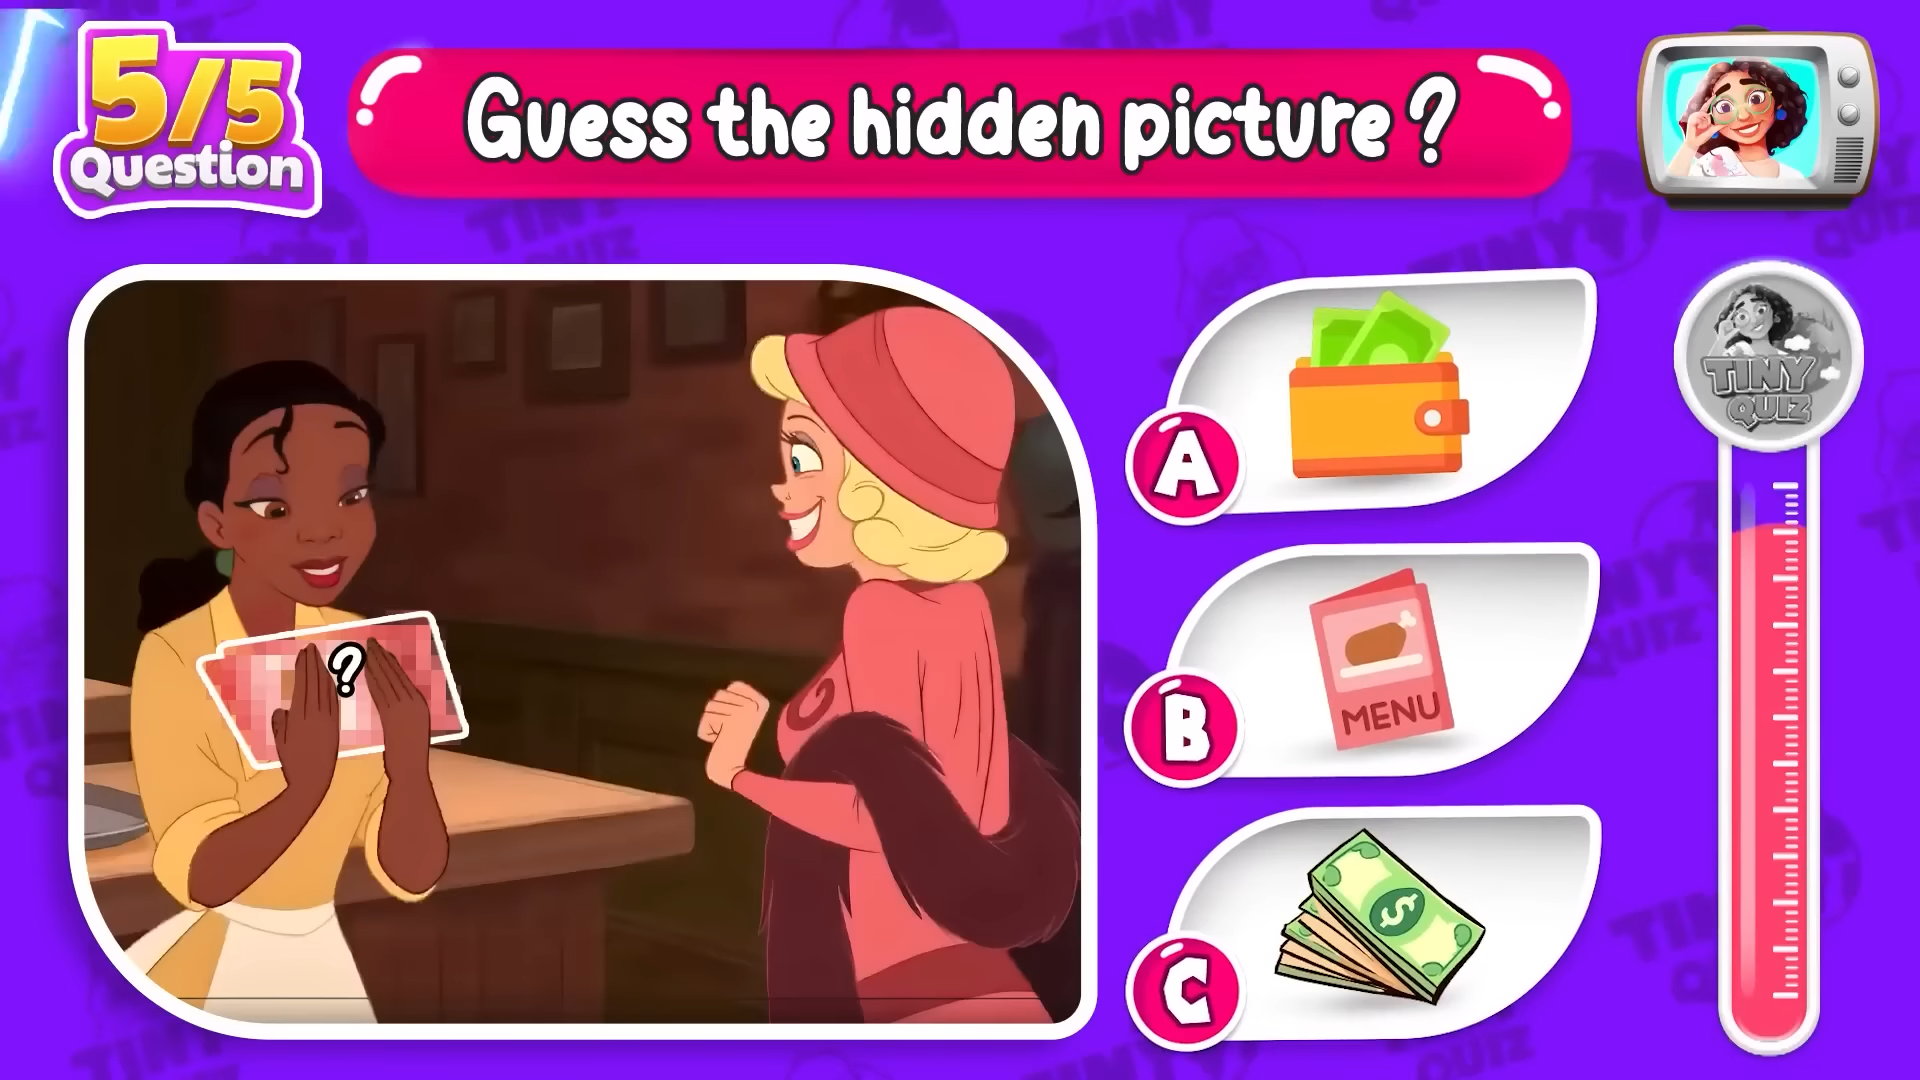 5/5
Question
Guess the hidden picture?
?
A
B
MENU
C
$
TINY
QUIZ